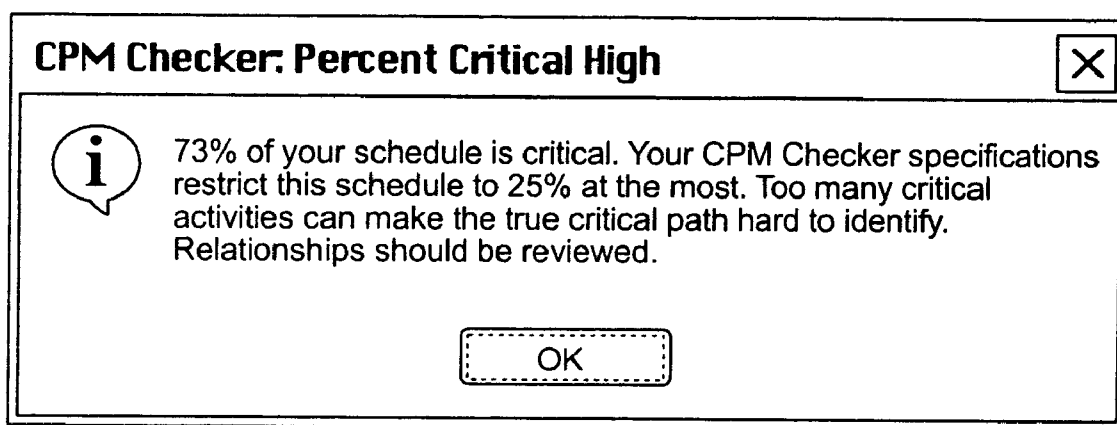 CPM Checker: Percent Critical High
73% of your schedule is critical. Your CPM Checker specifications
restrict this schedule to 25% at the most. Too many critical
activities can make the true critical path hard to identify.
Relationships should be reviewed.
OK